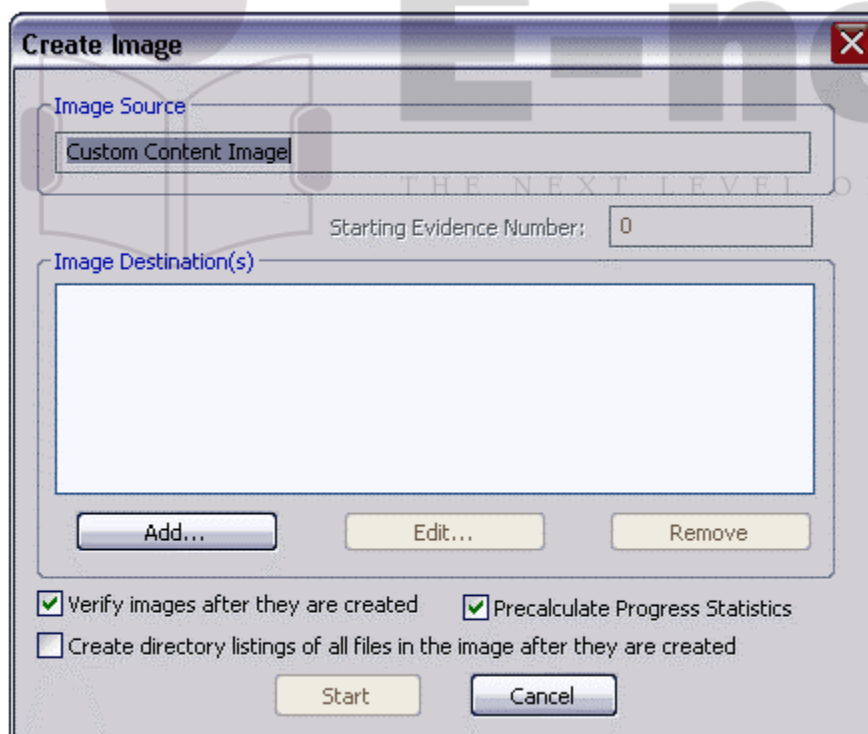 E-ne
Create Image
Image Source
Custom Content Image
THE NEXT LEVEL O
Starting Evidence Number: 0
Image Destination(s)
Add... Edit... Remove
Verify images after they are created Precalculate Progress Statistics
Create directory listings of all files in the image after they are created
Start Cancel